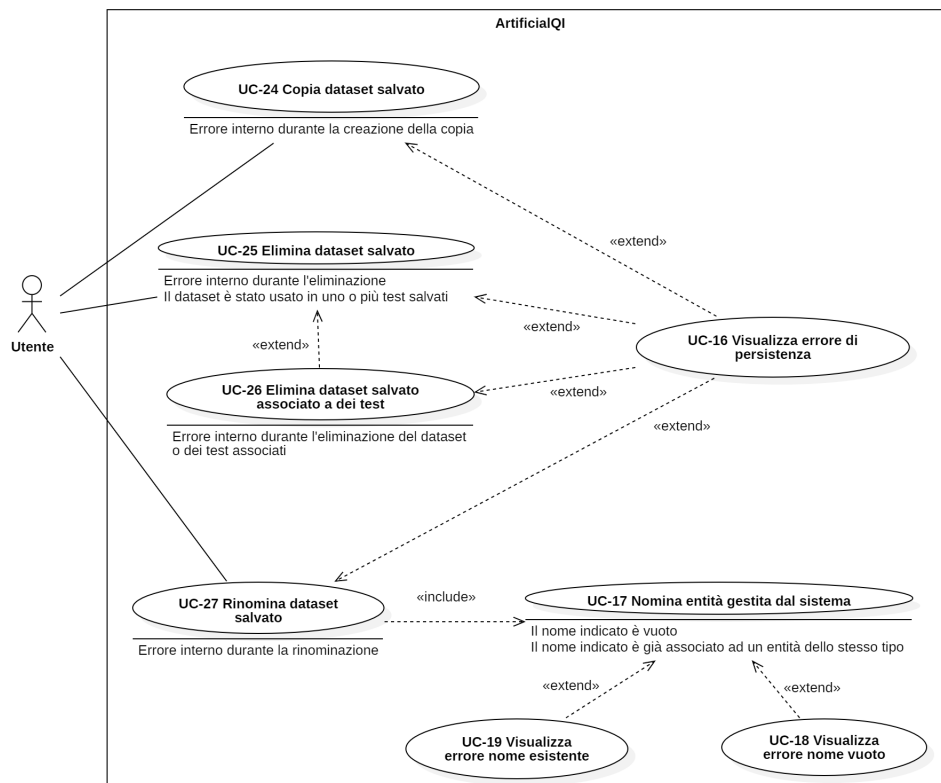 ArtificialQI
UC-24 Copia dataset salvato
Errore interno durante la creazione della copia
«extend»
UC-25 Elimina dataset salvato
Errore interno durante l'eliminazione
Il dataset è stato usato in uno o più test salvati
«extend»
«extend»
Utente
UC-16 Visualizza errore di
persistenza
UC-26 Elimina dataset salvato
associato a dei test
«extend»
Errore interno durante l'eliminazione del dataset
o dei test associati
«extend»
UC-27 Rinomina dataset
salvato
Errore interno durante la rinominazione
«include»
UC-17 Nomina entità gestita dal sistema
Il nome indicato è vuoto
Il nome indicato è già associato ad un entità dello stesso tipo
«extend»
«extend»
UC-19 Visualizza
errore nome esistente
UC-18 Visualizza
errore nome vuoto